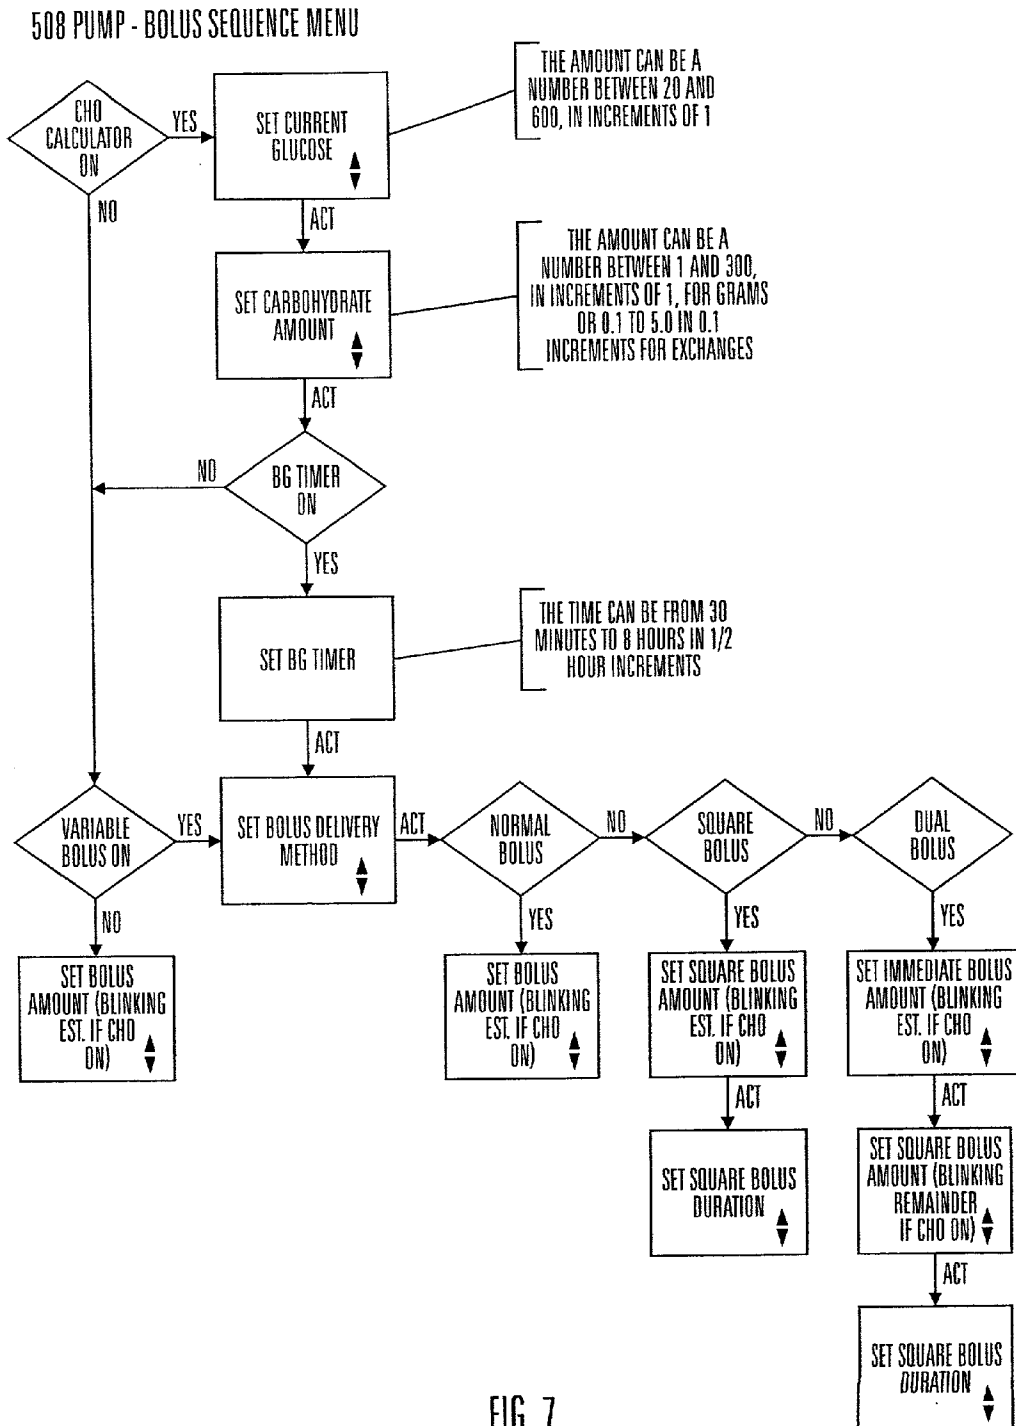 508 PUMP - BOLUS SEQUENCE MENU
CHO
CALCULATOR
ON
YES
NO
SET CURRENT
GLUCOSE
THE AMOUNT CAN BE A
NUMBER BETWEEN 20 AND
600, IN INCREMENTS OF 1
ACT
SET CARBOHYDRATE
AMOUNT
THE AMOUNT CAN BE A
NUMBER BETWEEN 1 AND 300,
IN INCREMENTS OF 1, FOR GRAMS
OR 0.1 TO 5.0 IN 0.1
INCREMENTS FOR EXCHANGES
ACT
BG TIMER
ON
NO
YES
SET BG TIMER
THE TIME CAN BE FROM 30
MINUTES TO 8 HOURS IN 1/2
HOUR INCREMENTS
ACT
VARIABLE
BOLUS ON
YES
NO
SET BOLUS
AMOUNT (BLINKING
EST. IF CHO
ON)
SET BOLUS DELIVERY
METHOD
ACT
NORMAL
BOLUS
NO
YES
SET BOLUS
AMOUNT (BLINKING
EST. IF CHO
ON)
SQUARE
BOLUS
NO
YES
SET SQUARE BOLUS
AMOUNT (BLINKING
EST. IF CHO
ON)
ACT
SET SQUARE BOLUS
DURATION
DUAL
BOLUS
YES
SET IMMEDIATE BOLUS
AMOUNT (BLINKING
EST. IF CHO
ON)
ACT
SET SQUARE BOLUS
AMOUNT (BLINKING
REMAINDER
IF CHO ON)
ACT
SET SQUARE BOLUS
DURATION
FIG. 7